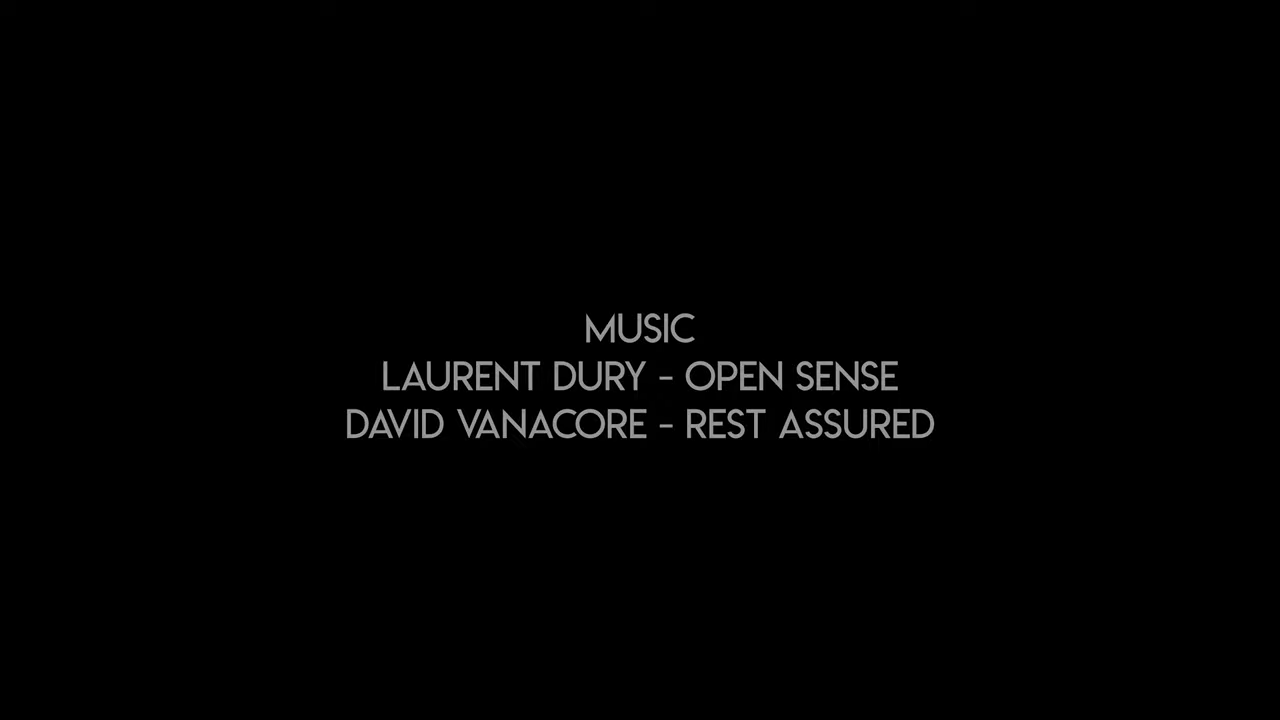 MUSIC
LAURENT DURY - OPEN SENSE
DAVID VANACORE - REST ASSURED